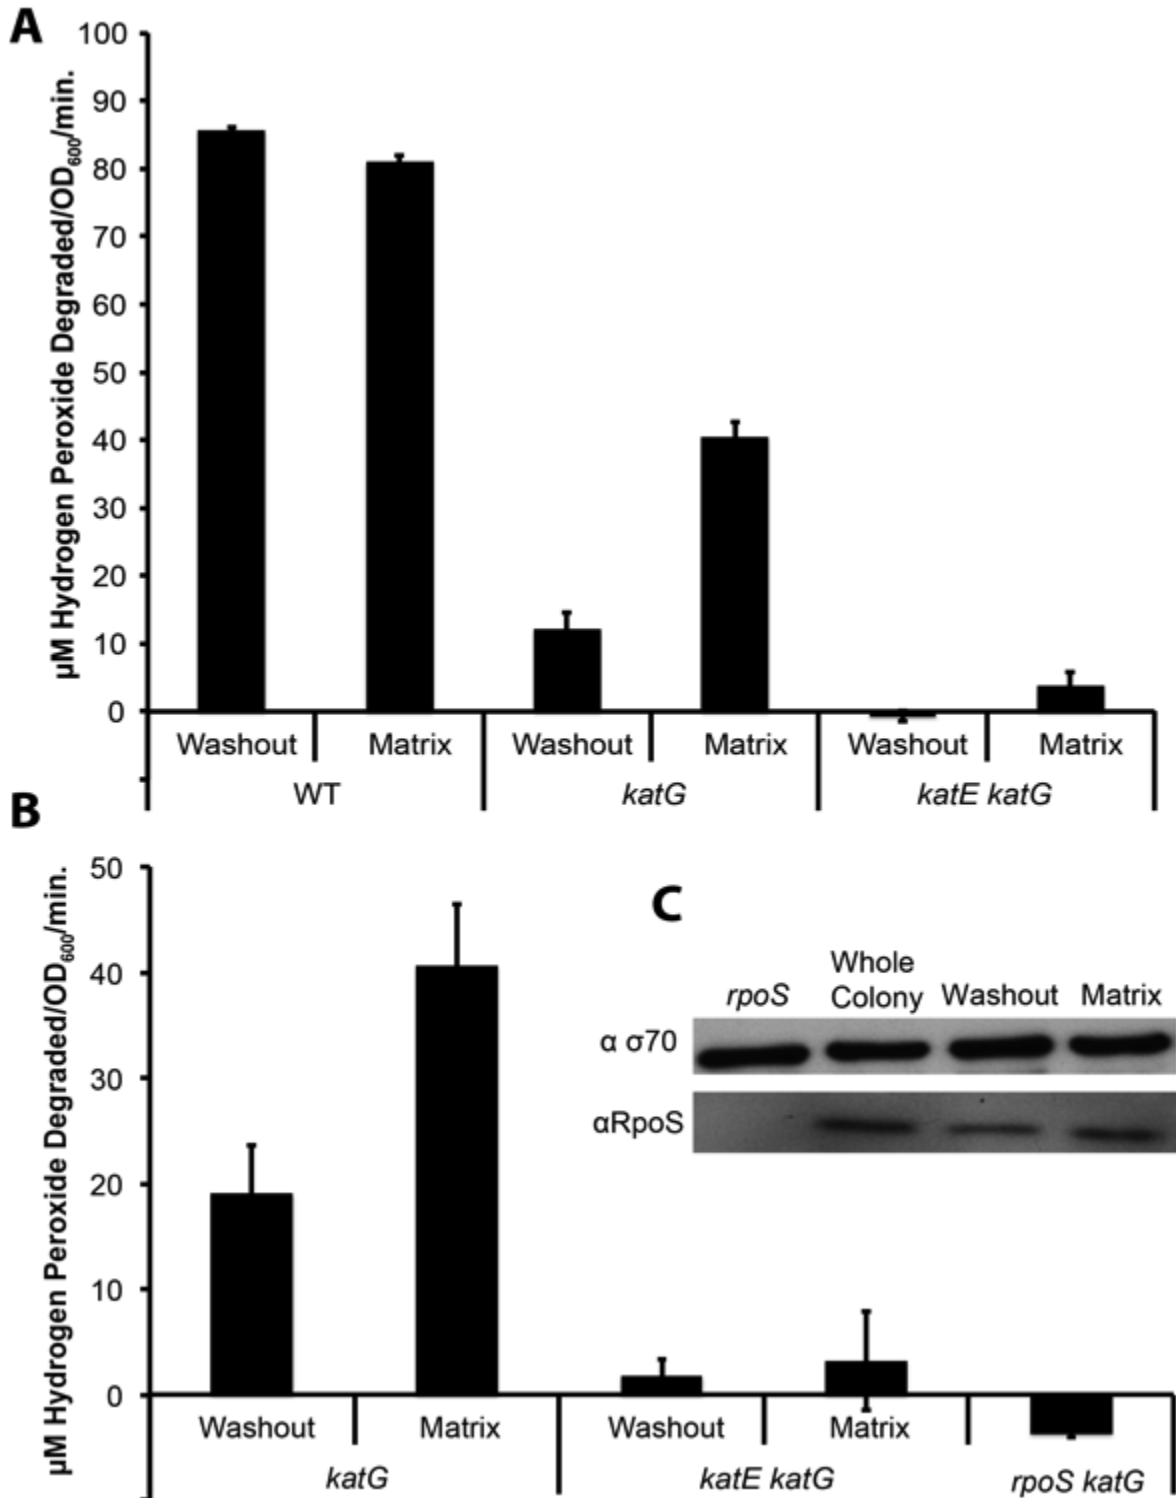 A
µM Hydrogen Peroxide Degraded/OD600/min.
100
90
80
70
60
50
40
30
20
10
0
Washout Matrix Washout Matrix Washout Matrix
WT katG katE katG
B
µM Hydrogen Peroxide Degraded/OD600/min.
50
40
30
20
10
0
Washout Matrix Washout Matrix
katG katE katG rpoS katG
C
Whole
rpoS Colony Washout Matrix
α σ70
αRpoS